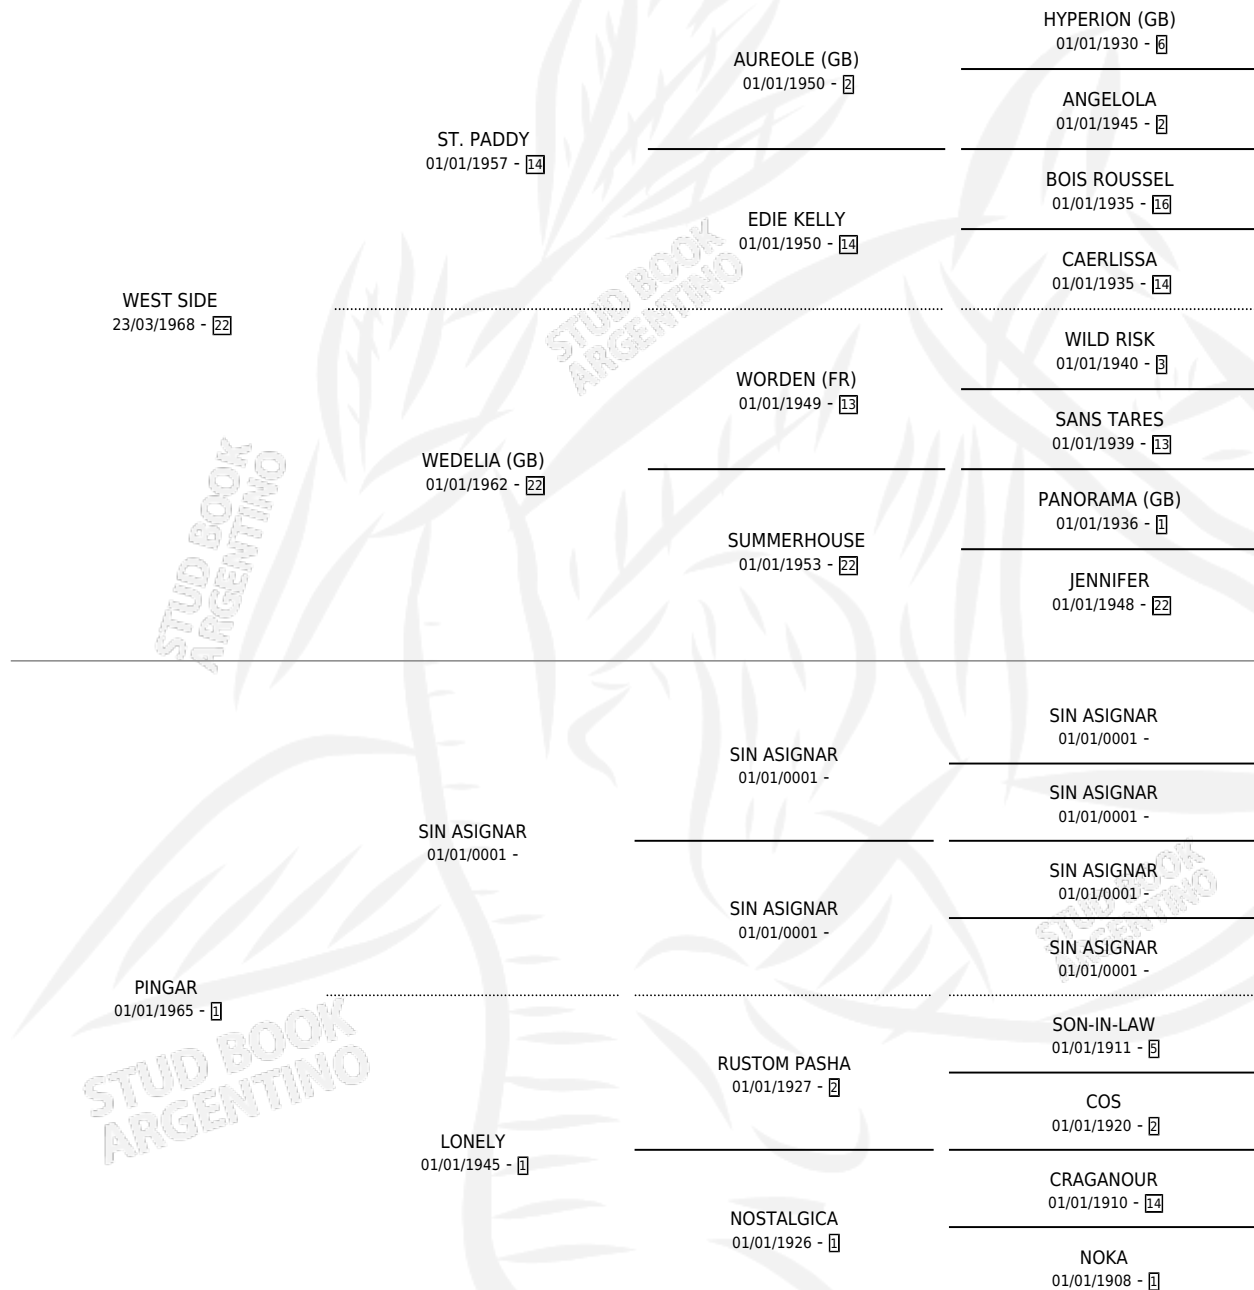 HYPERION (GB)
01/01/1930 - 6
AUREOLE (GB)
01/01/1950 - 2
ANGELOLA
01/01/1945 - 2
ST. PADDY
01/01/1957 - 14
BOIS ROUSSEL
01/01/1935 - 16
EDIE KELLY
01/01/1950 - 14
CAERLISSA
01/01/1935 - 14
WEST SIDE
23/03/1968 - 22
WILD RISK
01/01/1940 - 3
WORDEN (FR)
01/01/1949 - 13
SANS TARES
01/01/1939 - 13
WEDELIA (GB)
01/01/1962 - 22
PANORAMA (GB)
01/01/1936 - 1
SUMMERHOUSE
01/01/1953 - 22
JENNIFER
01/01/1948 - 22
SIN ASIGNAR
01/01/0001 -
SIN ASIGNAR
01/01/0001 -
SIN ASIGNAR
01/01/0001 -
SIN ASIGNAR
01/01/0001 -
SIN ASIGNAR
01/01/0001 -
SIN ASIGNAR
01/01/0001 -
SIN ASIGNAR
01/01/0001 -
PINGAR
01/01/1965 - 1
SON-IN-LAW
01/01/1911 - 5
RUSTOM PASHA
01/01/1927 - 2
COS
01/01/1920 - 2
LONELY
01/01/1945 - 1
CRAGANOUR
01/01/1910 - 14
NOSTALGICA
01/01/1926 - 1
NOKA
01/01/1908 - 1
STUD BOOK
ARGENTINO
STUD BOOK
ARGENTINO
STUD BOOK
ARGENTINO
STUD BOOK
ARGENTINO